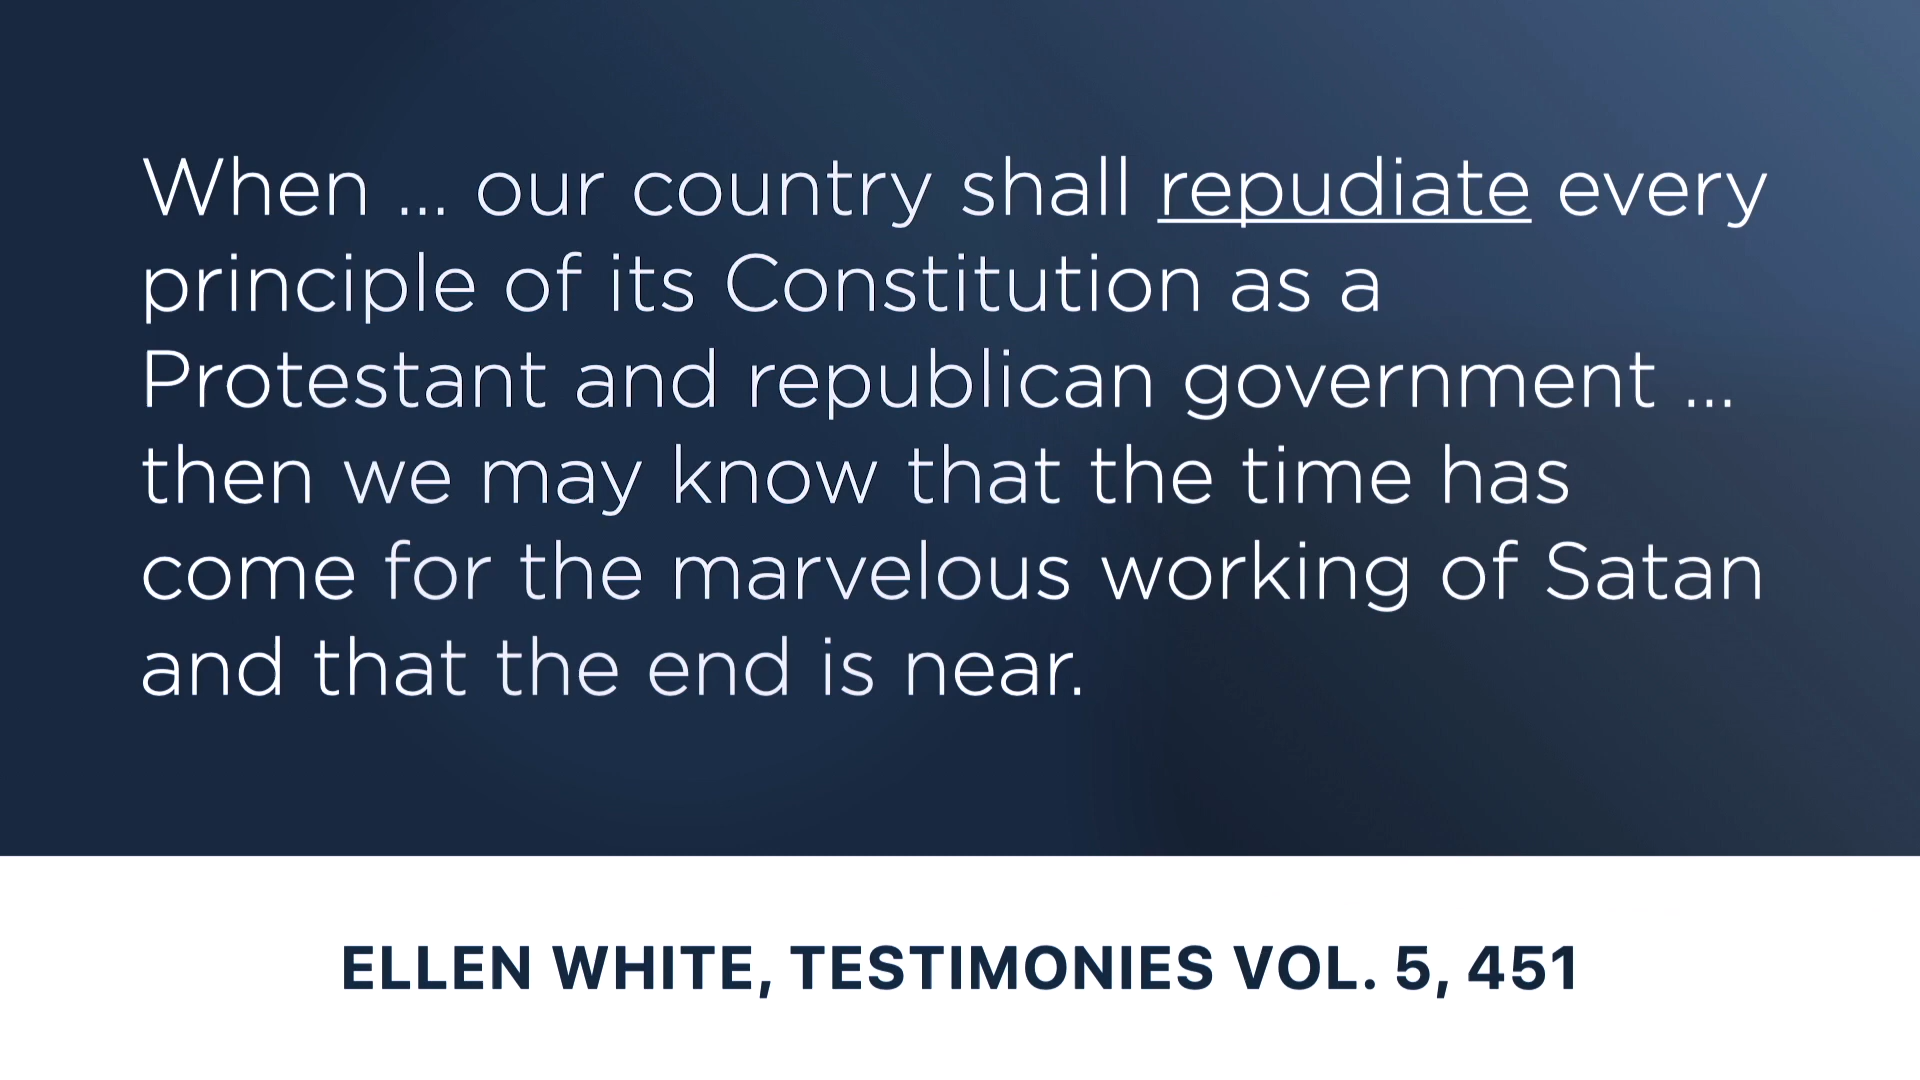 When ... our country shall repudiate every
principle of its Constitution as a
Protestant and republican government ...
then we may know that the time has
come for the marvelous working of Satan
and that the end is near.
ELLEN WHITE, TESTIMONIES VOL. 5, 451